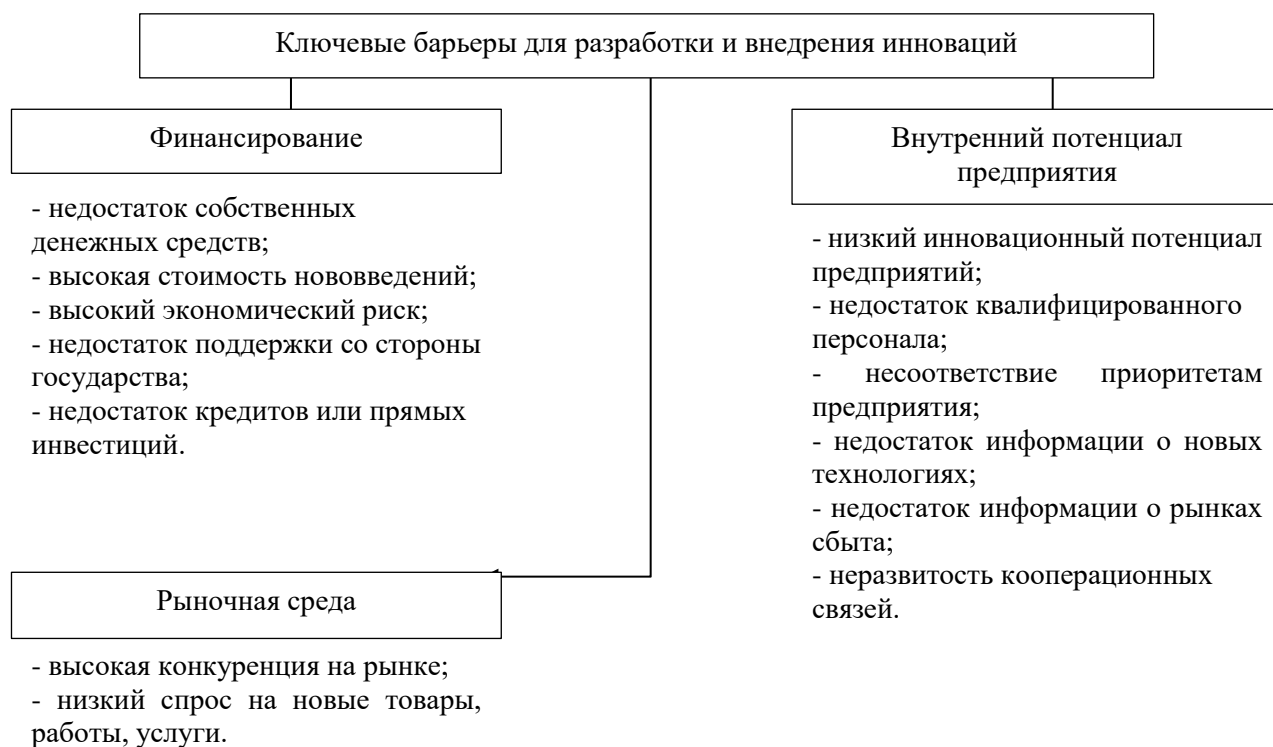 Ключевые барьеры для разработки и внедрения инноваций
Финансирование
- недостаток собственных
денежных средств;
- высокая стоимость нововведений;
- высокий экономический риск;
- недостаток поддержки со стороны
государства;
- недостаток кредитов или прямых
инвестиций.
Внутренний потенциал
предприятия
- низкий инновационный потенциал
предприятий;
- недостаток квалифицированного
персонала;
- несоответствие приоритетам
предприятия;
- недостаток информации о новых
технологиях;
- недостаток информации о рынках
сбыта;
- неразвитость кооперационных
связей.
Рыночная среда
- высокая конкуренция на рынке;
- низкий спрос на новые товары,
работы, услуги.